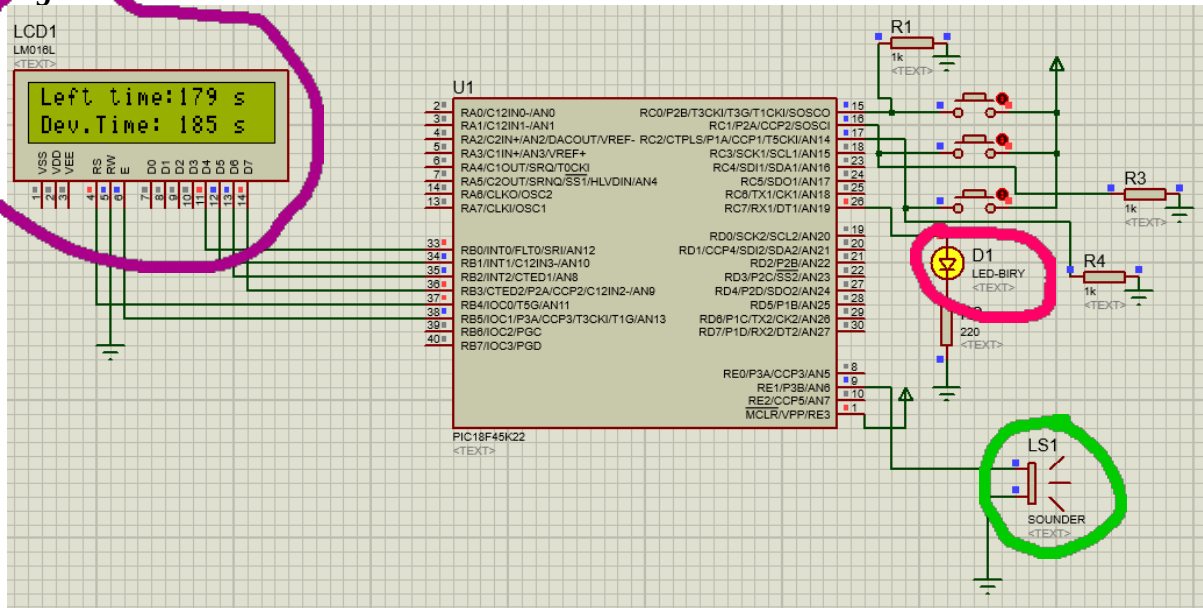 LCD1
LM016L
<TEXT>
Left time:179 s
Dev.Time: 185 s
VSS
VDD
VEE
RS
RW
E
D0
D1
D2
D3
D4
D5
D6
D7
1
2
3
4
5
6
7
8
9
10
11
12
13
14
U1
2 RA0/C12IN0-/AN0
3 RA1/C12IN1-/AN1
4 RA2/C2IN+/AN2/DACOUT/VREF-
5 RA3/C1IN+/AN3/VREF+
6 RA4/C1OUT/SRQ/T0CKI
7 RA5/C2OUT/SRNQ/SS1/HLVDIN/AN4
14 RA6/CLKO/OSC2
13 RA7/CLKI/OSC1
33 RB0/INT0/FLT0/SRI/AN12
34 RB1/INT1/C12IN3-/AN10
35 RB2/INT2/CTED1/AN8
36 RB3/CTED2/P2A/CCP2/C12IN2-/AN9
37 RB4/IOC0/T5G/AN11
38 RB5/IOC1/P3A/CCP3/T3CKI/T1G/AN13
39 RB6/IOC2/PGC
40 RB7/IOC3/PGD
RC0/P2B/T3CKI/T3G/T1CKI/SOSCO 15
RC1/P2A/CCP2/SOSCI 16
RC2/CTPLS/P1A/CCP1/T5CKI/AN14 17
RC3/SCK1/SCL1/AN15 18
RC4/SDI1/SDA1/AN16 23
RC5/SDO1/AN17 24
RC6/TX1/CK1/AN18 25
RC7/RX1/DT1/AN19 26
RD0/SCK2/SCL2/AN20 19
RD1/CCP4/SDI2/SDA2/AN21 20
RD2/P2B/AN22 21
RD3/P2C/SS2/AN23 22
RD4/P2D/SDO2/AN24 27
RD5/P1B/AN25 28
RD6/P1C/TX2/CK2/AN26 29
RD7/P1D/RX2/DT2/AN27 30
RE0/P3A/CCP3/AN5 8
RE1/P3B/AN6 9
RE2/CCP5/AN7 10
MCLR/VPP/RE3 1
PIC18F45K22
<TEXT>
R1
1k
<TEXT>
R3
1k
<TEXT>
R4
1k
<TEXT>
D1
LED-BIRY
<TEXT>
220
<TEXT>
LS1
SOUNDER
<TEXT>